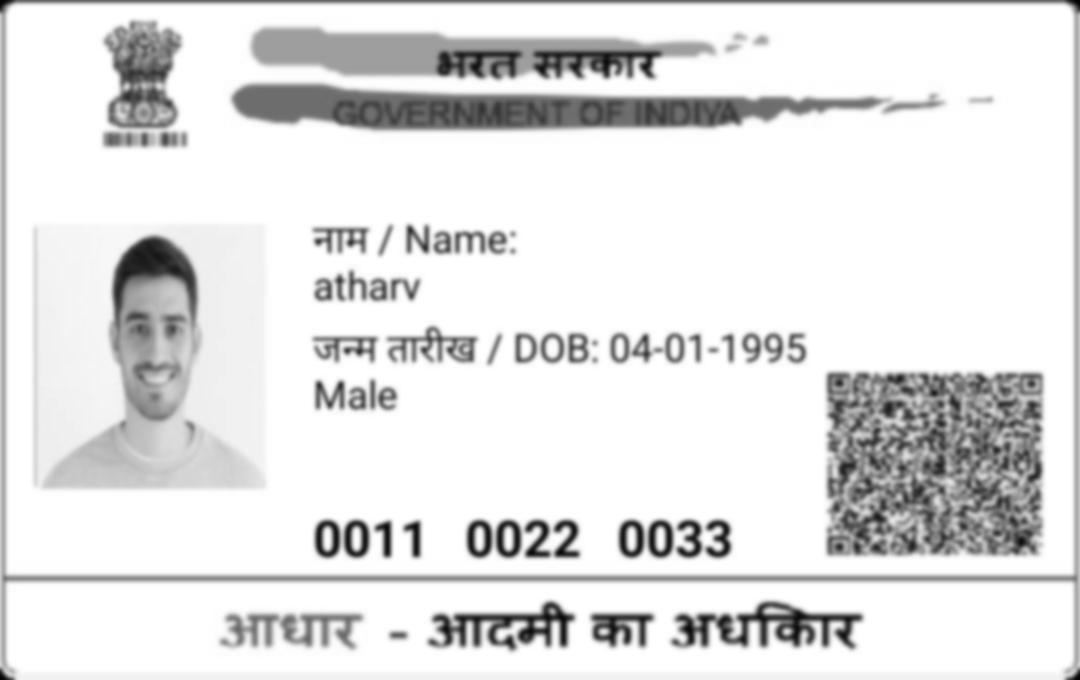 भरत सरकार
GOVERNMENT OF INDIYA
नाम / Name:
atharv
जन्म तारीख / DOB: 04-01-1995
Male
0011 0022 0033
आधार - आदमी का अधकिार